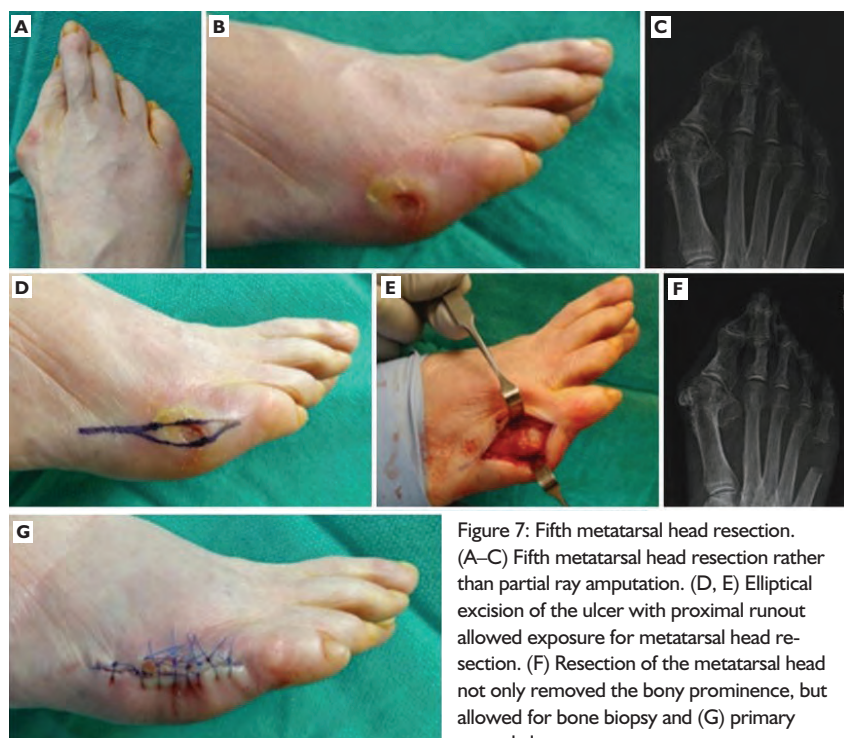 A
B
C
D
E
F
G
Figure 7: Fifth metatarsal head resection.
(A–C) Fifth metatarsal head resection rather
than partial ray amputation. (D, E) Elliptical
excision of the ulcer with proximal runout
allowed exposure for metatarsal head re-
section. (F) Resection of the metatarsal head
not only removed the bony prominence, but
allowed for bone biopsy and (G) primary